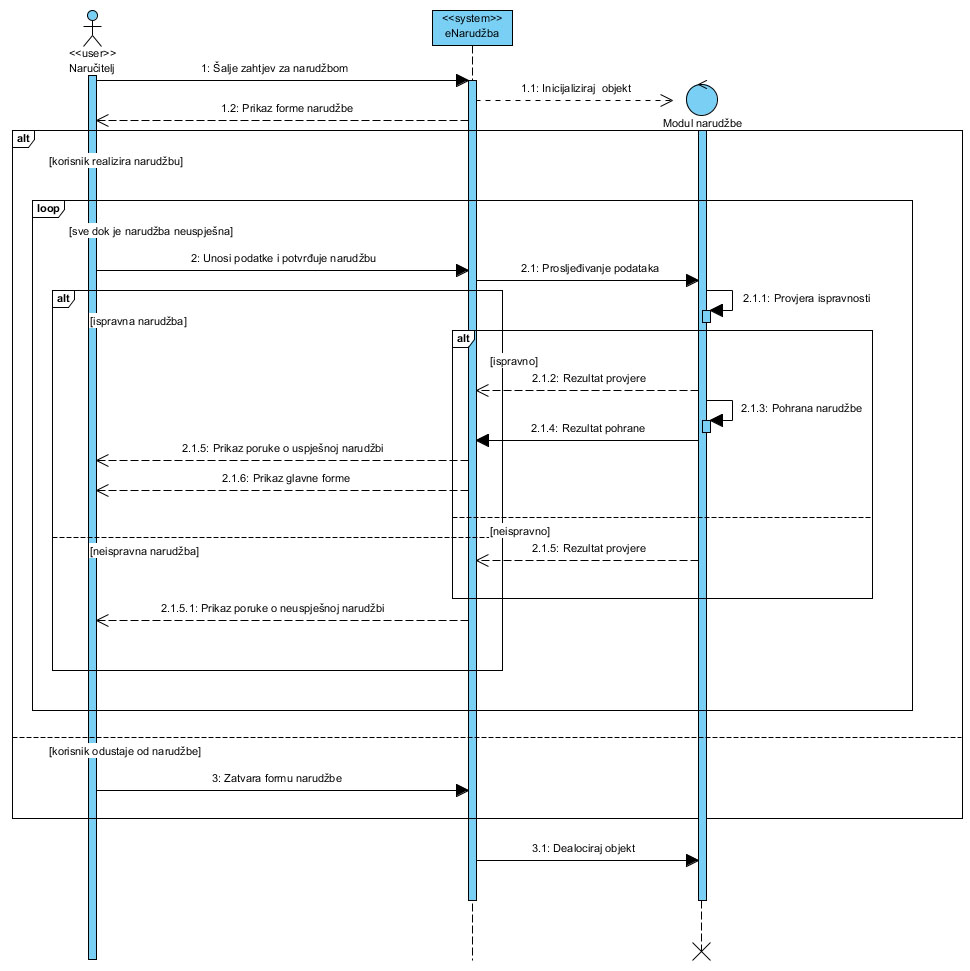 <<system>>
eNarudžba
<<user>>
Naručitelj
1: Šalje zahtjev za narudžbom
1.1: Inicijaliziraj objekt
1.2: Prikaz forme narudžbe
Modul narudžbe
alt
[korisnik realizira narudžbu]
loop
[sve dok je narudžba neuspješna]
2: Unosi podatke i potvrđuje narudžbu
2.1: Prosljeđivanje podataka
alt
2.1.1: Provjera ispravnosti
[ispravna narudžba]
alt
[ispravno]
2.1.2: Rezultat provjere
2.1.3: Pohrana narudžbe
2.1.4: Rezultat pohrane
2.1.5: Prikaz poruke o uspješnoj narudžbi
2.1.6: Prikaz glavne forme
[neispravno]
[neispravna narudžba]
2.1.5: Rezultat provjere
2.1.5.1: Prikaz poruke o neuspješnoj narudžbi
[korisnik odustaje od narudžbe]
3: Zatvara formu narudžbe
3.1: Dealociraj objekt